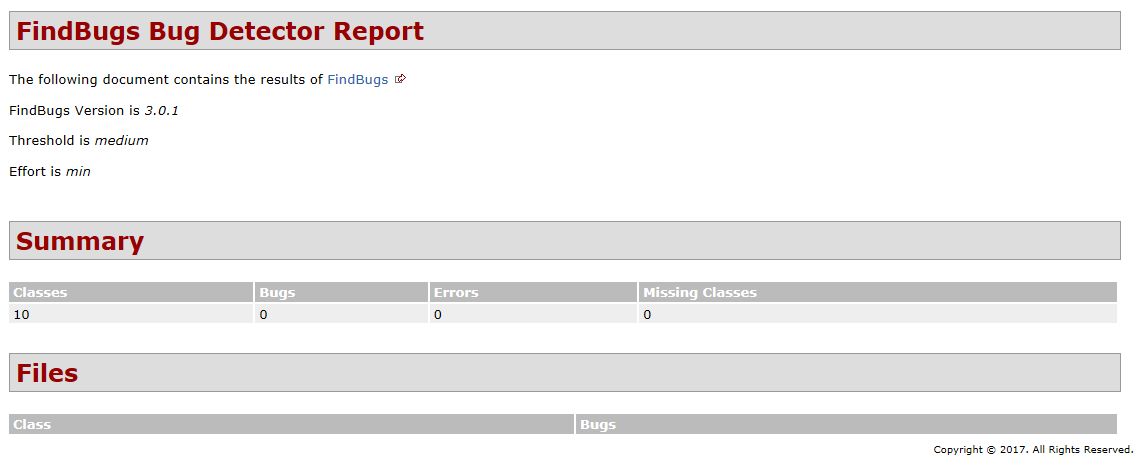 FindBugs Bug Detector Report
The following document contains the results of FindBugs
FindBugs Version is 3.0.1
Threshold is medium
Effort is min
Summary
Classes Bugs Errors Missing Classes
10 0 0 0
Files
Class Bugs
Copyright © 2017. All Rights Reserved.